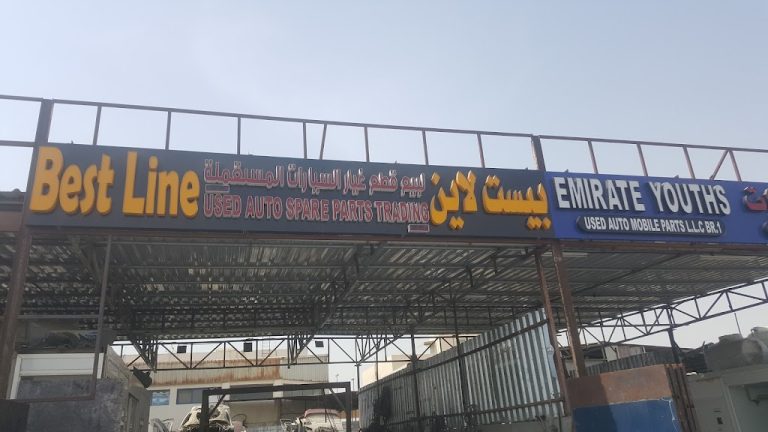 Best Line
لبيع قطع غيار السيارات المستعملة
USED AUTO SPARE PARTS TRADING
بيست لاين
EMIRATE YOUTHS
USED AUTO MOBILE PARTS L.L.C BR.1